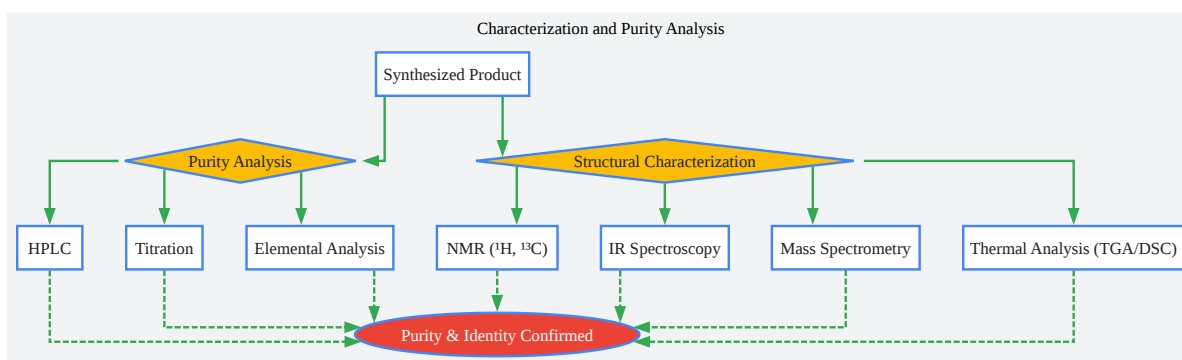 Characterization and Purity Analysis
Synthesized Product
Purity Analysis
Structural Characterization
HPLC
Titration
Elemental Analysis
NMR (¹H, ¹³C)
IR Spectroscopy
Mass Spectrometry
Thermal Analysis (TGA/DSC)
Purity & Identity Confirmed